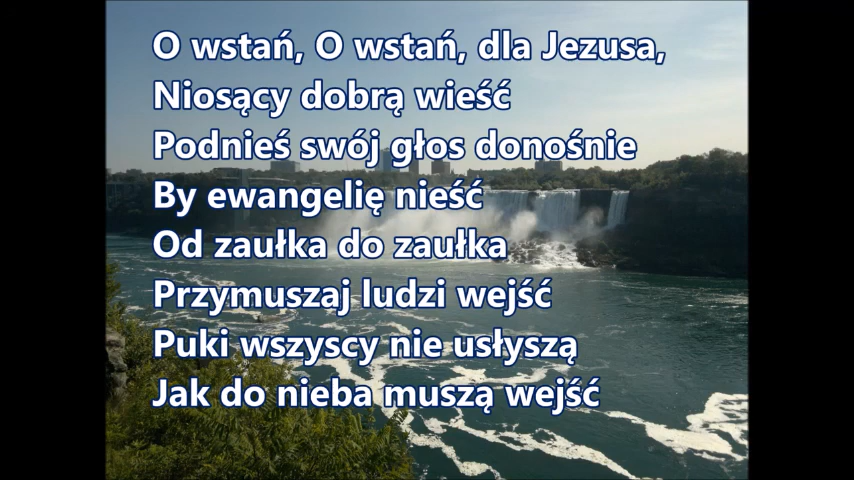 O wstań, O wstań, dla Jezusa,
Niosący dobrą wieść
Podnieś swój głos donośnie
By ewangelię nieść
Od zaułka do zaułka
Przymuszaj ludzi wejść
Puki wszyscy nie usłyszą
Jak do nieba muszą wejść